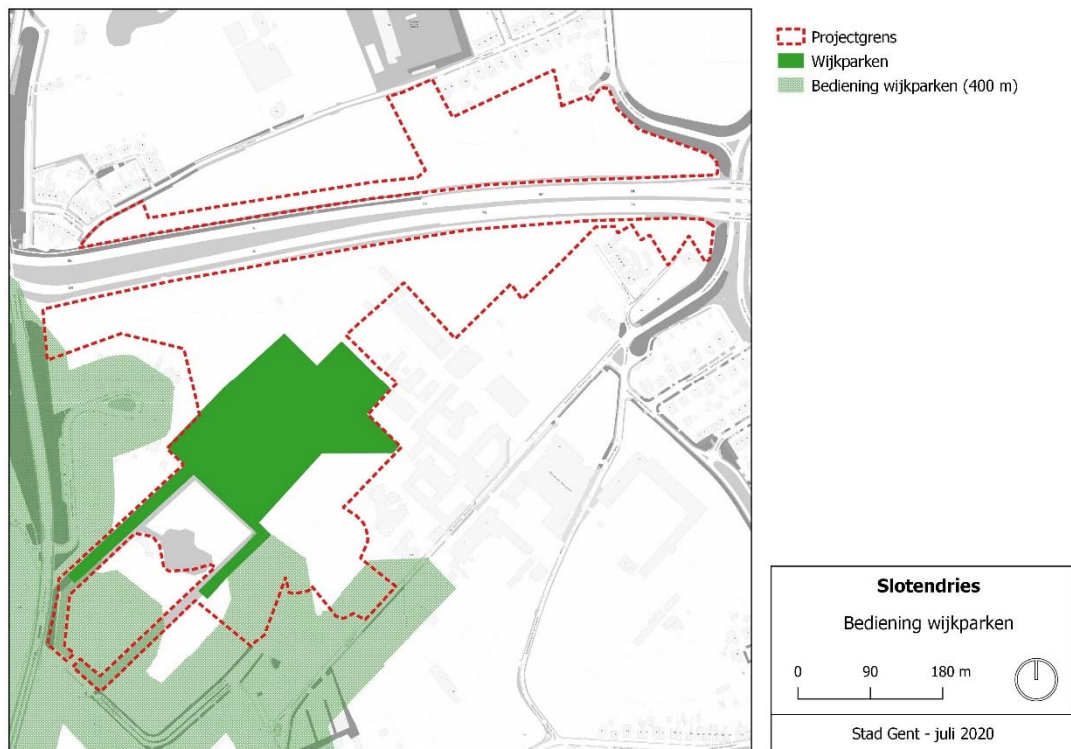 Projectgrens
Wijkparken
Bediening wijkparken (400 m)
Slotendries
Bediening wijkparken
0 90 180 m
Stad Gent - juli 2020